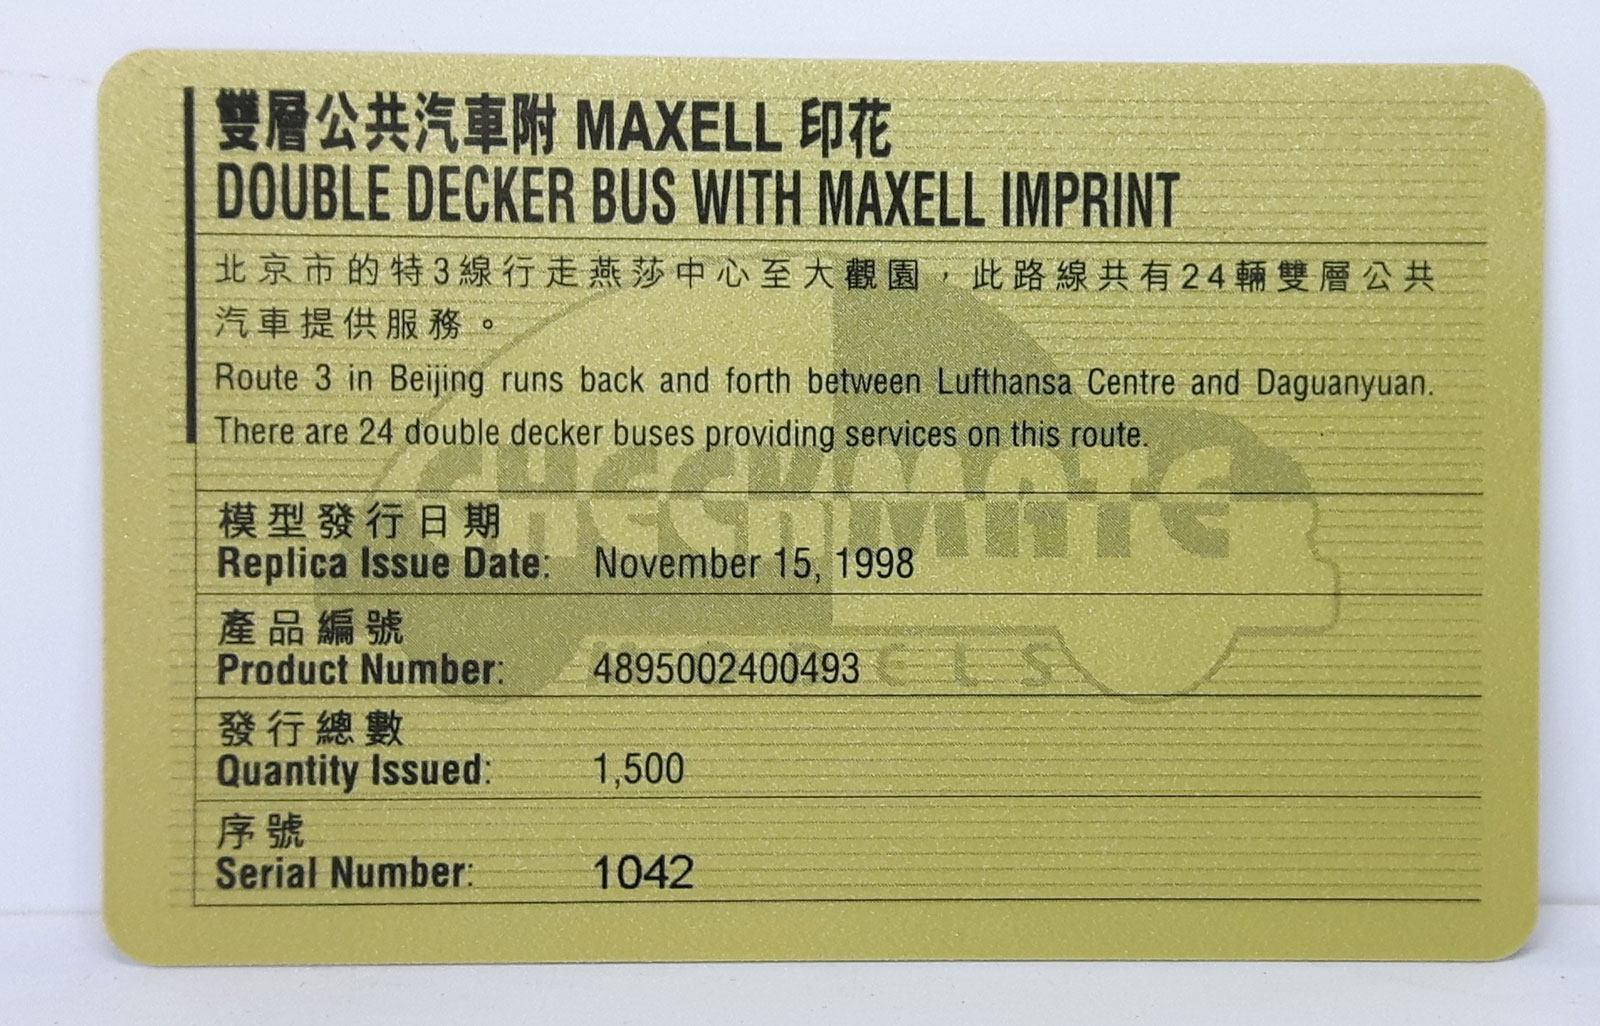 雙層公共汽車附 MAXELL 印花
DOUBLE DECKER BUS WITH MAXELL IMPRINT
北京市的特3線行走燕莎中心至大觀園，此路線共有24輛雙層公共
汽車提供服務。
Route 3 in Beijing runs back and forth between Lufthansa Centre and Daguanyuan.
There are 24 double decker buses providing services on this route.
CHECKMATE
模型發行日期
Replica Issue Date: November 15, 1998
產品編號
Product Number: 4895002400493
發行總數
Quantity Issued: 1,500
序號
Serial Number: 1042